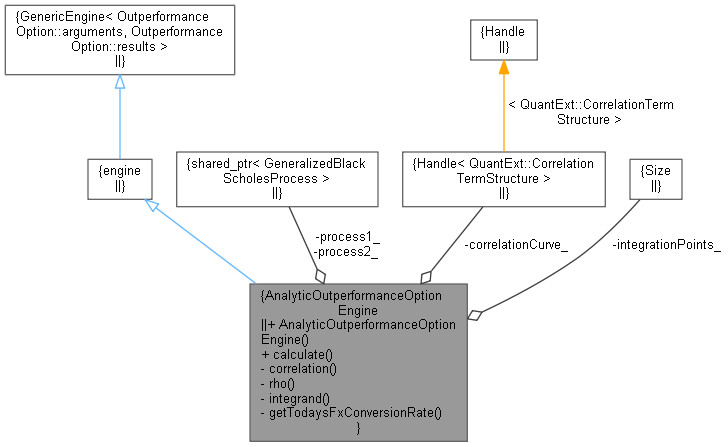 {GenericEngine< Outperformance
Option::arguments, Outperformance
Option::results >
||}
{Handle
||}
< QuantExt::CorrelationTerm
Structure >
{engine
||}
{shared_ptr< GeneralizedBlack
ScholesProcess >
||}
{Handle< QuantExt::Correlation
TermStructure >
||}
{Size
||}
-process1_
-process2_
-correlationCurve_
-integrationPoints_
{AnalyticOutperformanceOption
Engine
||+ AnalyticOutperformanceOption
Engine()
+ calculate()
- correlation()
- rho()
- integrand()
- getTodaysFxConversionRate()
}